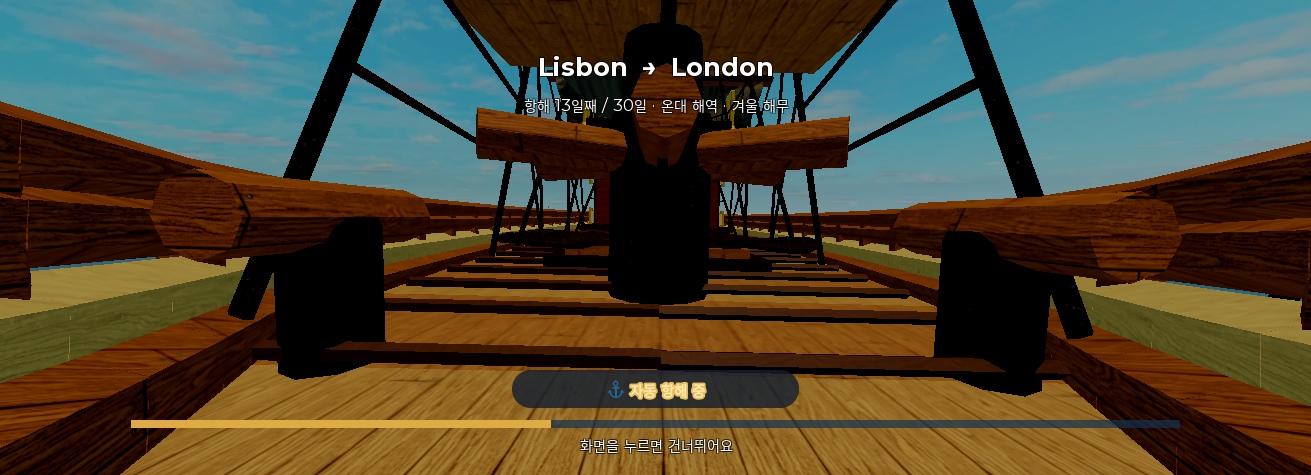 Lisbon → London
항해 13일째 / 30일 · 온대 해역 · 겨울 해무
⚓ 자동 항해 중
화면을 누르면 건너뛰어요